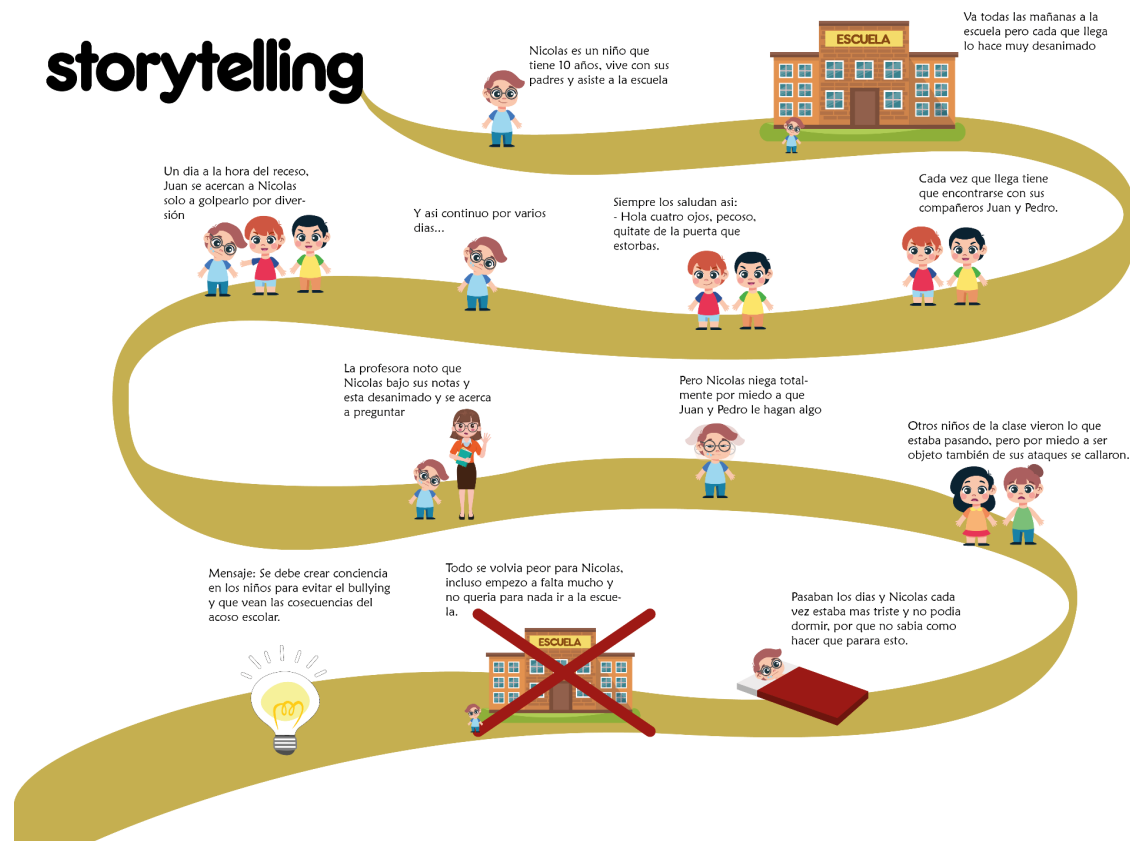 storytelling
Nicolas es un niño que
tiene 10 años, vive con sus
padres y asiste a la escuela
ESCUELA
Va todas las mañanas a la
escuela pero cada que llega
lo hace muy desanimado
Cada vez que llega tiene
que encontrarse con sus
compañeros Juan y Pedro.
Siempre los saludan asi:
- Hola cuatro ojos, pecoso,
quitate de la puerta que
estorbas.
Y asi continuo por varios
dias...
Un dia a la hora del receso,
Juan se acercan a Nicolas
solo a golpearlo por diver-
sión
La profesora noto que
Nicolas bajo sus notas y
esta desanimado y se acerca
a preguntar
Pero Nicolas niega total-
mente por miedo a que
Juan y Pedro le hagan algo
Otros niños de la clase vieron lo que
estaba pasando, pero por miedo a ser
objeto también de sus ataques se callaron.
Pasaban los dias y Nicolas cada
vez estaba mas triste y no podia
dormir, por que no sabia como
hacer que parara esto.
Todo se volvia peor para Nicolas,
incluso empezo a falta mucho y
no queria para nada ir a la escue-
la.
ESCUELA
Mensaje: Se debe crear conciencia
en los niños para evitar el bullying
y que vean las cosecuencias del
acoso escolar.